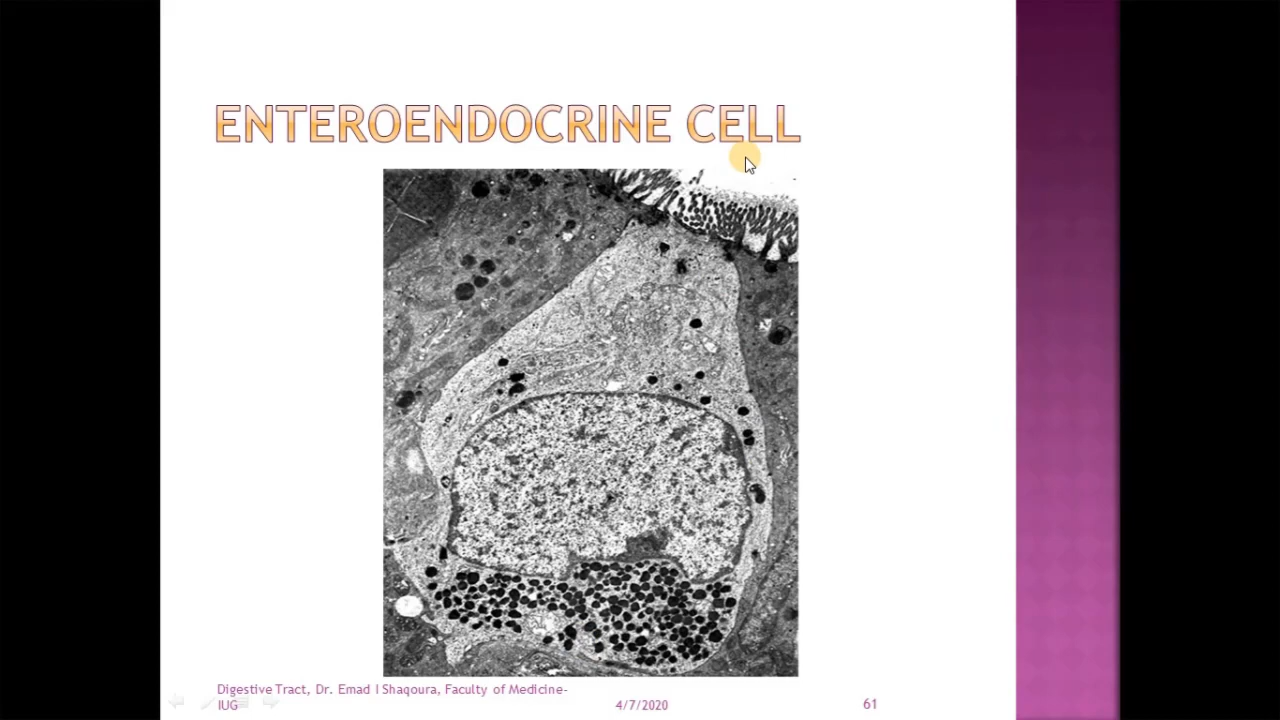 ENTEROENDOCRINE CELL
Digestive Tract, Dr. Emad I Shaqoura, Faculty of Medicine-
IUG
4/7/2020
61